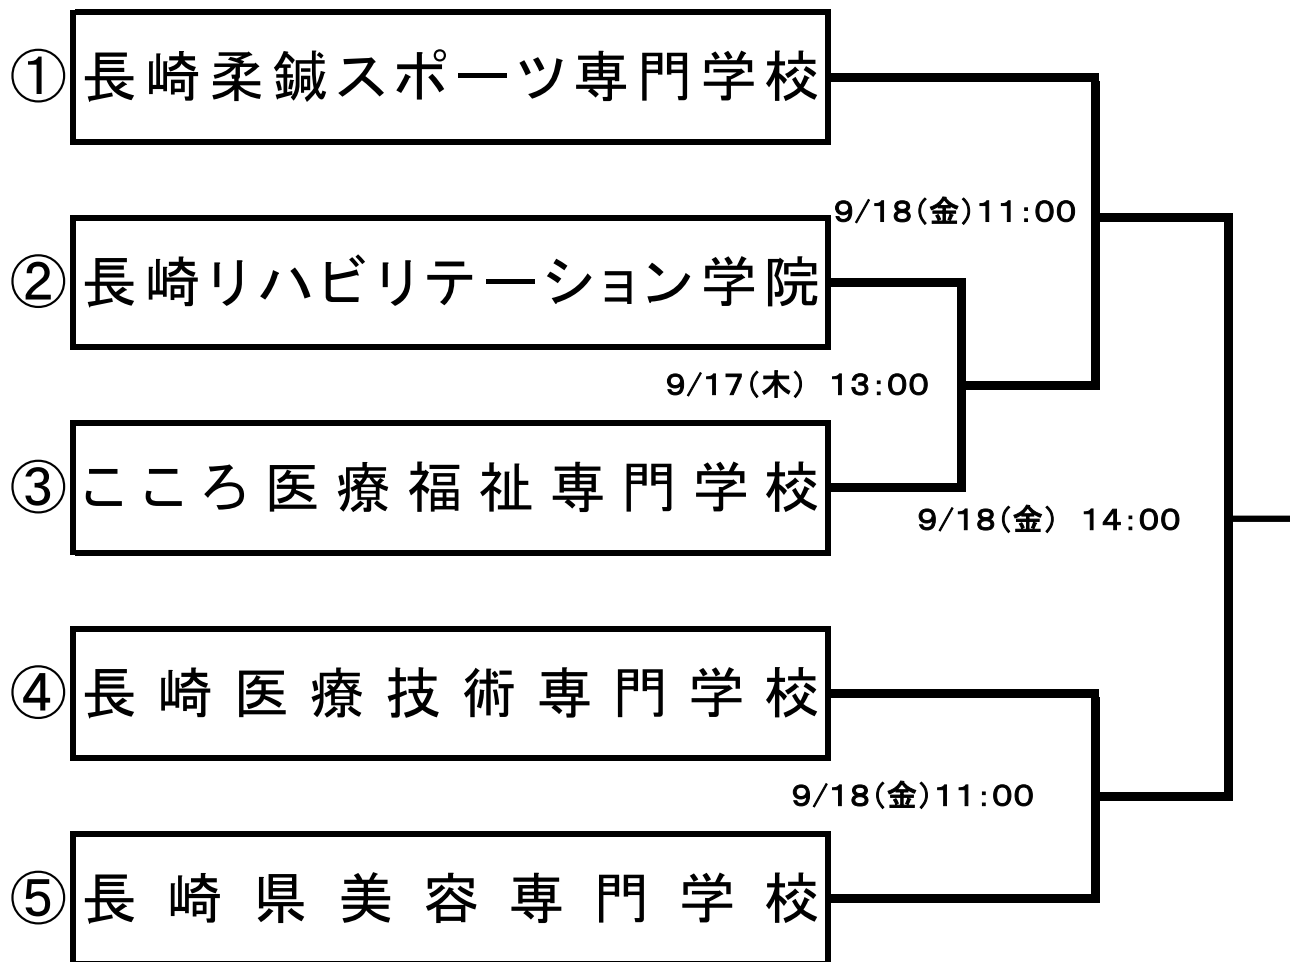 ①長崎柔鍼スポーツ専門学校
9/18(金)11:00
②長崎リハビリテーション学院
9/17(木) 13:00
③こころ医療福祉専門学校
9/18(金) 14:00
④長崎医療技術専門学校
9/18(金)11:00
⑤長崎県美容専門学校